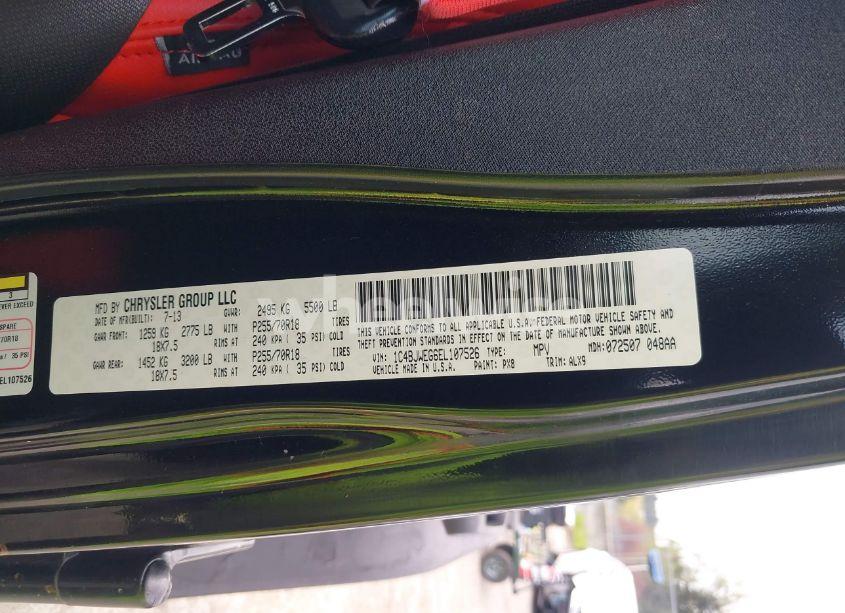 AIRBAG
3
EVER EXCEED
SPARE
70R18
35 PSI
EL107526
MFD BY CHRYSLER GROUP LLC
DATE OF MFR(BUILT): 7-13 GVWR: 2495 KG 5500 LB
GAWR FRONT: 1259 KG 2775 LB WITH P255/70R18 TIRES
18X7.5 RIMS AT 240 KPA ( 35 PSI) COLD
GAWR REAR: 1452 KG 3200 LB WITH P255/70R18 TIRES
18X7.5 RIMS AT 240 KPA ( 35 PSI) COLD
THIS VEHICLE CONFORMS TO ALL APPLICABLE U.S.A./FEDERAL MOTOR VEHICLE SAFETY AND
THEFT PREVENTION STANDARDS IN EFFECT ON THE DATE OF MANUFACTURE SHOWN ABOVE.
VIN: 1C4BJWEG6EL107526 TYPE: MPV MDH: 072507 048AA
VEHICLE MADE IN U.S.A. PAINT: PX8 TRIM: ALX9